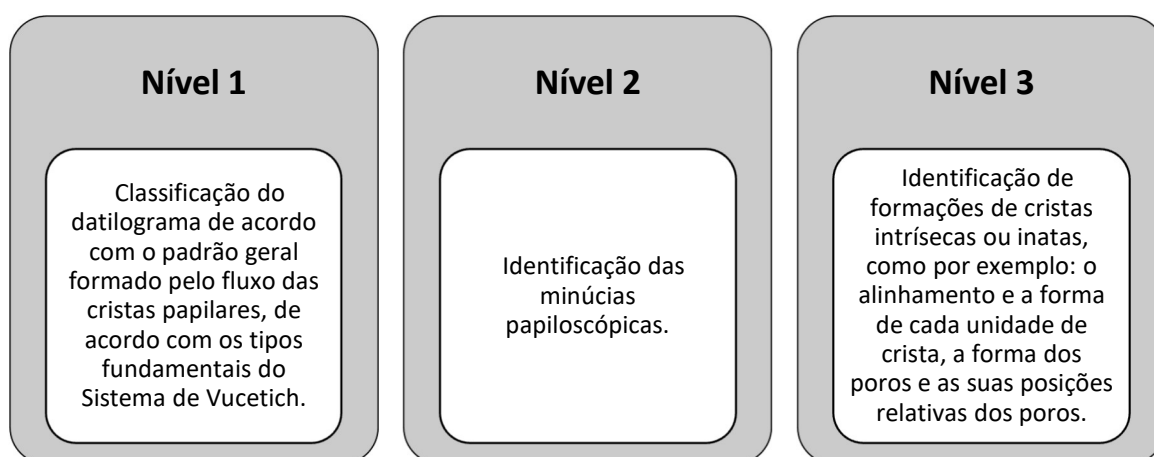 Nível 1
Classificação do
datilograma de acordo
com o padrão geral
formado pelo fluxo das
cristas papilares, de
acordo com os tipos
fundamentais do
Sistema de Vucetich.
Nível 2
Identificação das
minúcias
papiloscópicas.
Nível 3
Identificação de
formações de cristas
intrísecas ou inatas,
como por exemplo: o
alinhamento e a forma
de cada unidade de
crista, a forma dos
poros e as suas posições
relativas dos poros.